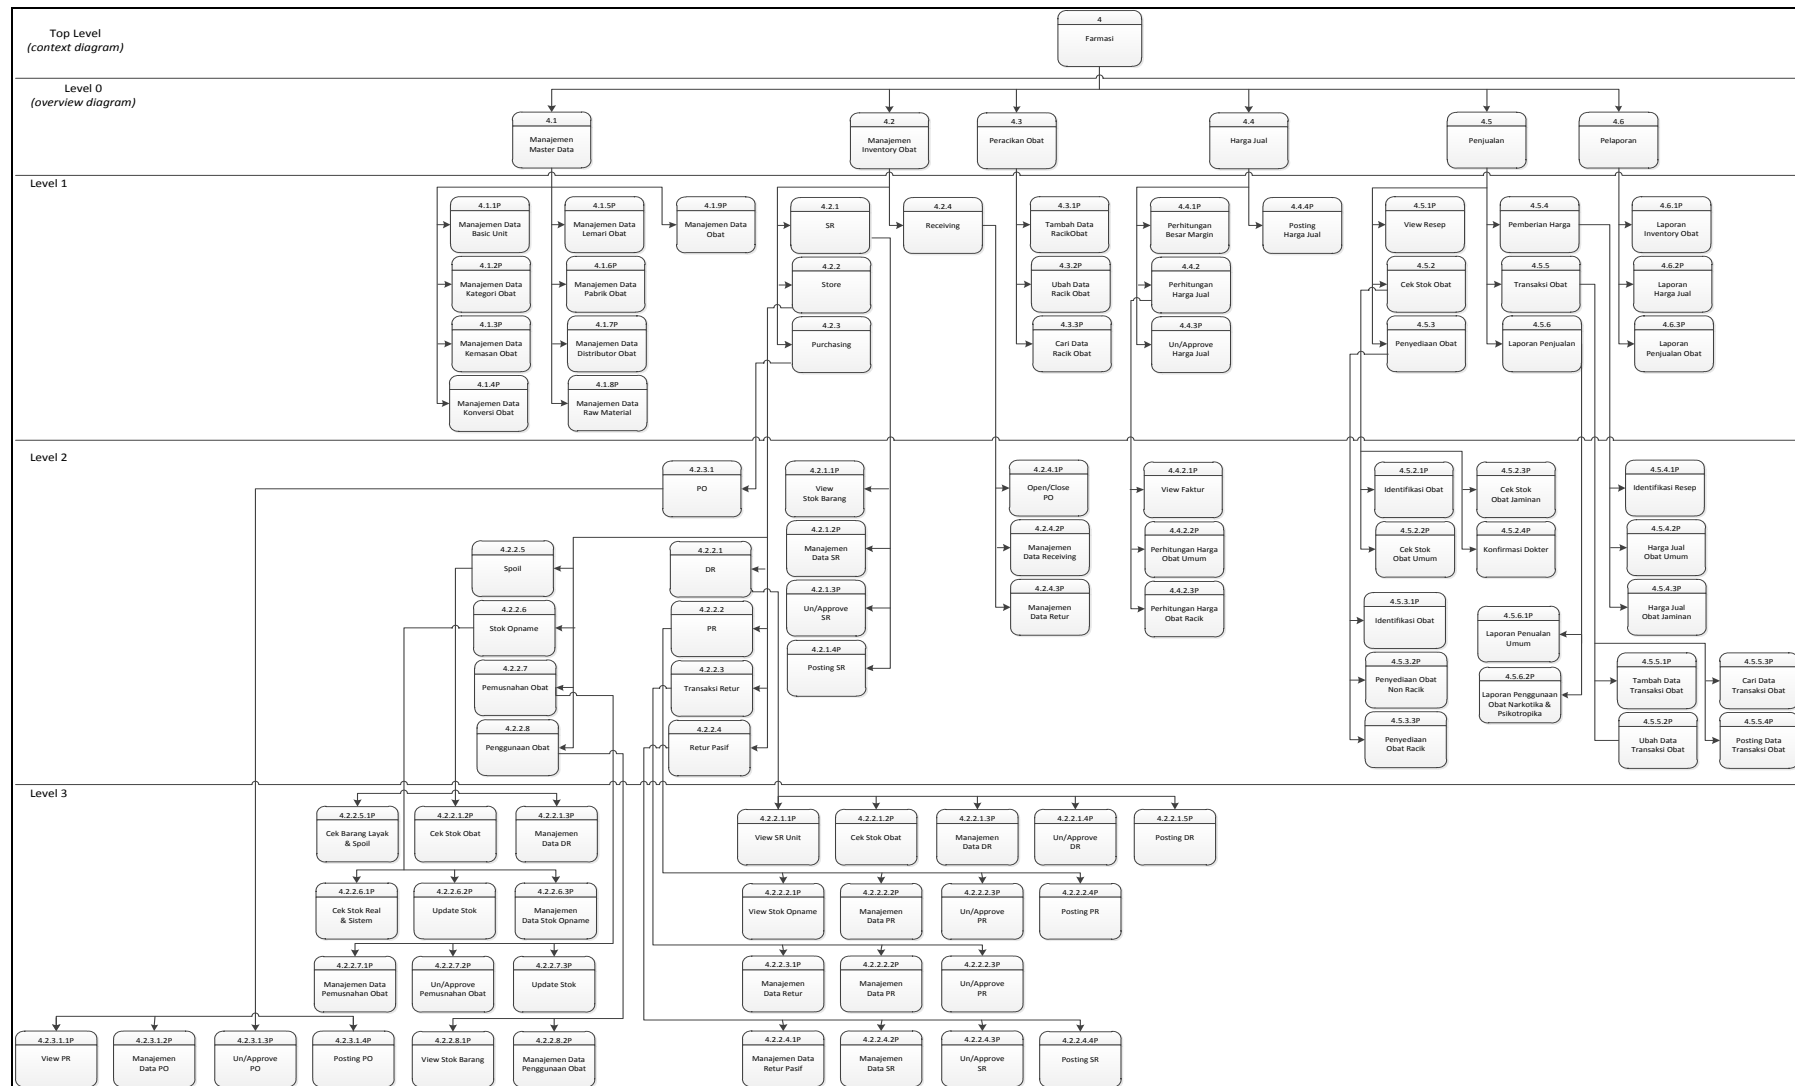 Top Level
(context diagram)
4
Farmasi
Level 0
(overview diagram)
4.1
Manajemen
Master Data
4.2
Manajemen
Inventory Obat
4.3
Peracikan Obat
4.4
Harga Jual
4.5
Penjualan
4.6
Pelaporan
Level 1
4.1.1P
Manajemen Data
Basic Unit
4.1.5P
Manajemen Data
Lemari Obat
4.1.9P
Manajemen Data
Obat
4.2.1
SR
4.2.4
Receiving
4.3.1P
Tambah Data
RacikObat
4.4.1P
Perhitungan
Besar Margin
4.4.4P
Posting
Harga Jual
4.5.1P
View Resep
4.5.4
Pemberian Harga
4.6.1P
Laporan
Inventory Obat
4.1.2P
Manajemen Data
Kategori Obat
4.1.6P
Manajemen Data
Pabrik Obat
4.2.2
Store
4.3.2P
Ubah Data
Racik Obat
4.4.2
Perhitungan
Harga Jual
4.5.2
Cek Stok Obat
4.5.5
Transaksi Obat
4.6.2P
Laporan
Harga Jual
4.1.3P
Manajemen Data
Kemasan Obat
4.1.7P
Manajemen Data
Distributor Obat
4.2.3
Purchasing
4.3.3P
Cari Data
Racik Obat
4.4.3P
Un/Approve
Harga Jual
4.5.3
Penyediaan Obat
4.5.6
Laporan Penjualan
4.6.3P
Laporan
Penjualan Obat
4.1.4P
Manajemen Data
Konversi Obat
4.1.8P
Manajemen Data
Raw Material
Level 2
4.2.3.1
PO
4.2.1.1P
View
Stok Barang
4.2.4.1P
Open/Close
PO
4.4.2.1P
View Faktur
4.5.2.1P
Identifikasi Obat
4.5.2.3P
Cek Stok
Obat Jaminan
4.5.4.1P
Identifikasi Resep
4.2.2.5
Spoil
4.2.2.1
DR
4.2.1.2P
Manajemen
Data SR
4.2.4.2P
Manajemen
Data Receiving
4.4.2.2P
Perhitungan Harga
Obat Umum
4.5.2.2P
Cek Stok
Obat Umum
4.5.2.4P
Konfirmasi Dokter
4.5.4.2P
Harga Jual
Obat Umum
4.2.2.6
Stok Opname
4.2.2.2
PR
4.2.1.3P
Un/Approve
SR
4.2.4.3P
Manajemen
Data Retur
4.4.2.3P
Perhitungan Harga
Obat Racik
4.5.3.1P
Identifikasi Obat
4.5.6.1P
Laporan Penualan
Umum
4.5.4.3P
Harga Jual
Obat Jaminan
4.2.2.7
Pemusnahan Obat
4.2.2.3
Transaksi Retur
4.2.1.4P
Posting SR
4.5.3.2P
Penyediaan Obat
Non Racik
4.5.6.2P
Laporan Penggunaan
Obat Narkotika &
Psikotropika
4.5.5.1P
Tambah Data
Transaksi Obat
4.5.5.3P
Cari Data
Transaksi Obat
4.2.2.8
Penggunaan Obat
4.2.2.4
Retur Pasif
4.5.3.3P
Penyediaan
Obat Racik
4.5.5.2P
Ubah Data
Transaksi Obat
4.5.5.4P
Posting Data
Transaksi Obat
Level 3
4.2.2.5.1P
Cek Barang Layak
& Spoil
4.2.2.1.2P
Cek Stok Obat
4.2.2.1.3P
Manajemen
Data DR
4.2.2.1.1P
View SR Unit
4.2.2.1.2P
Cek Stok Obat
4.2.2.1.3P
Manajemen
Data DR
4.2.2.1.4P
Un/Approve
DR
4.2.2.1.5P
Posting DR
4.2.2.6.1P
Cek Stok Real
& Sistem
4.2.2.6.2P
Update Stok
4.2.2.6.3P
Manajemen
Data Stok Opname
4.2.2.2.1P
View Stok Opname
4.2.2.2.2P
Manajemen
Data PR
4.2.2.2.3P
Un/Approve
PR
4.2.2.2.4P
Posting PR
4.2.2.7.1P
Manajemen Data
Pemusnahan Obat
4.2.2.7.2P
Un/Approve
Pemusnahan Obat
4.2.2.7.3P
Update Stok
4.2.2.3.1P
Manajemen
Data Retur
4.2.2.2.2P
Manajemen
Data PR
4.2.2.2.3P
Un/Approve
PR
4.2.3.1.1P
View PR
4.2.3.1.2P
Manajemen
Data PO
4.2.3.1.3P
Un/Approve
PO
4.2.3.1.4P
Posting PO
4.2.2.8.1P
View Stok Barang
4.2.2.8.2P
Manajemen Data
Penggunaan Obat
4.2.2.4.1P
Manajemen Data
Retur Pasif
4.2.2.4.2P
Manajemen
Data SR
4.2.2.4.3P
Un/Approve
SR
4.2.2.4.4P
Posting SR